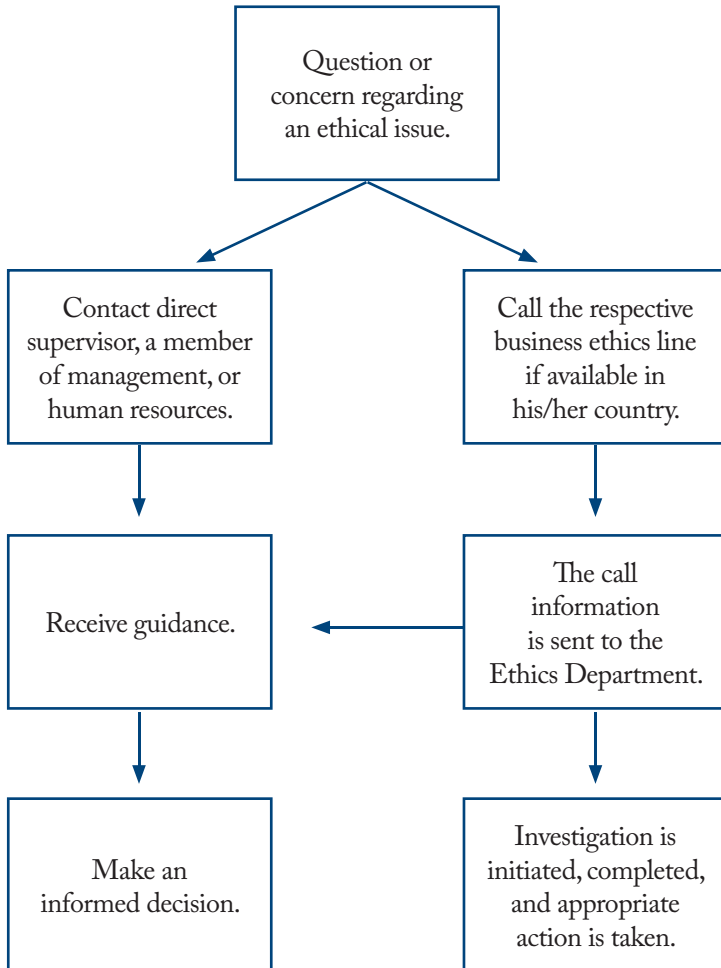 Question or
concern regarding
an ethical issue.
Contact direct
supervisor, a member
of management, or
human resources.
Call the respective
business ethics line
if available in
his/her country.
Receive guidance.
The call
information
is sent to the
Ethics Department.
Make an
informed decision.
Investigation is
initiated, completed,
and appropriate
action is taken.